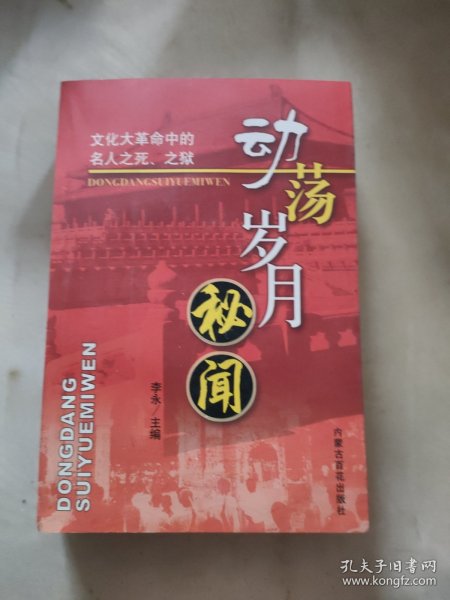 文化大革命中的
名人之死、之狱
DONGDANGSUIYUEMIWEN
动荡岁月
秘闻
李永/主编
DONGDANG
SUIYUEMIWEN
内蒙古百花出版社
孔夫子旧书网
www.kongfz.com